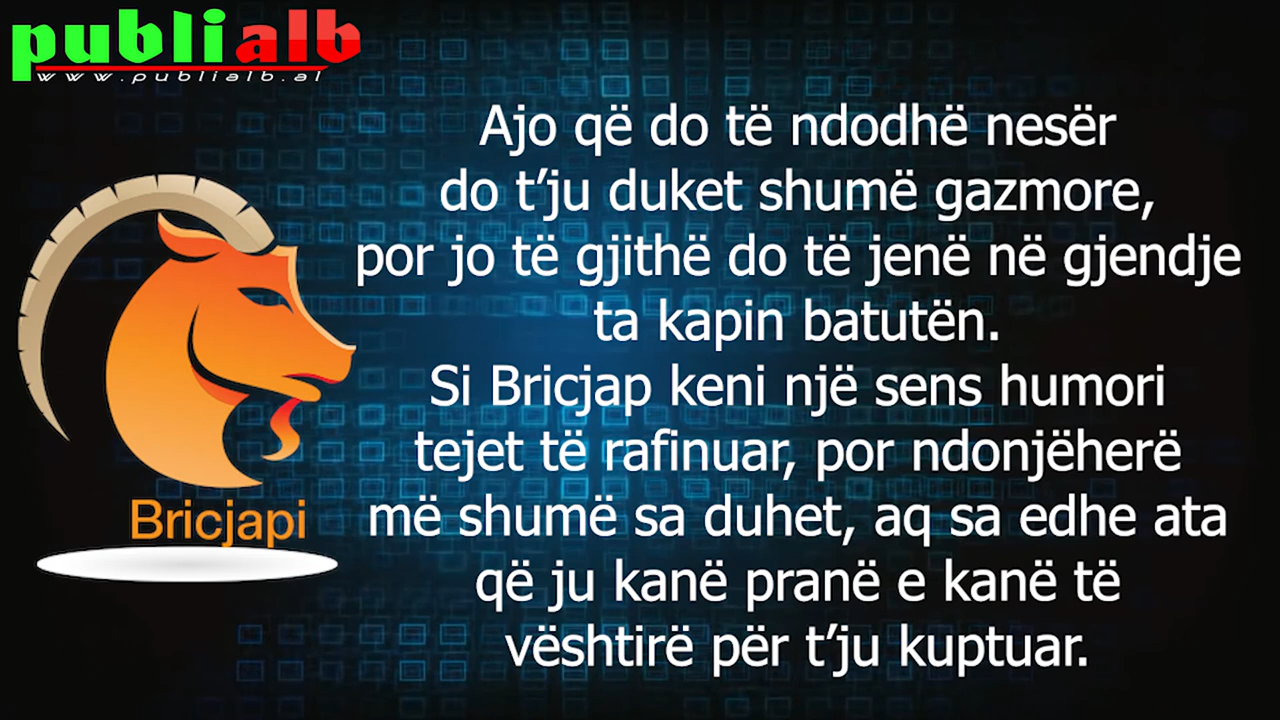 publialb
www.publialb.al
Ajo që do të ndodhë nesër
do t’ju duket shumë gazmore,
por jo të gjithë do të jenë në gjendje
ta kapin batutën.
Si Bricjap keni një sens humori
tejet të rafinuar, por ndonjëherë
më shumë sa duhet, aq sa edhe ata
që ju kanë pranë e kanë të
vështirë për t’ju kuptuar.
Bricjapi